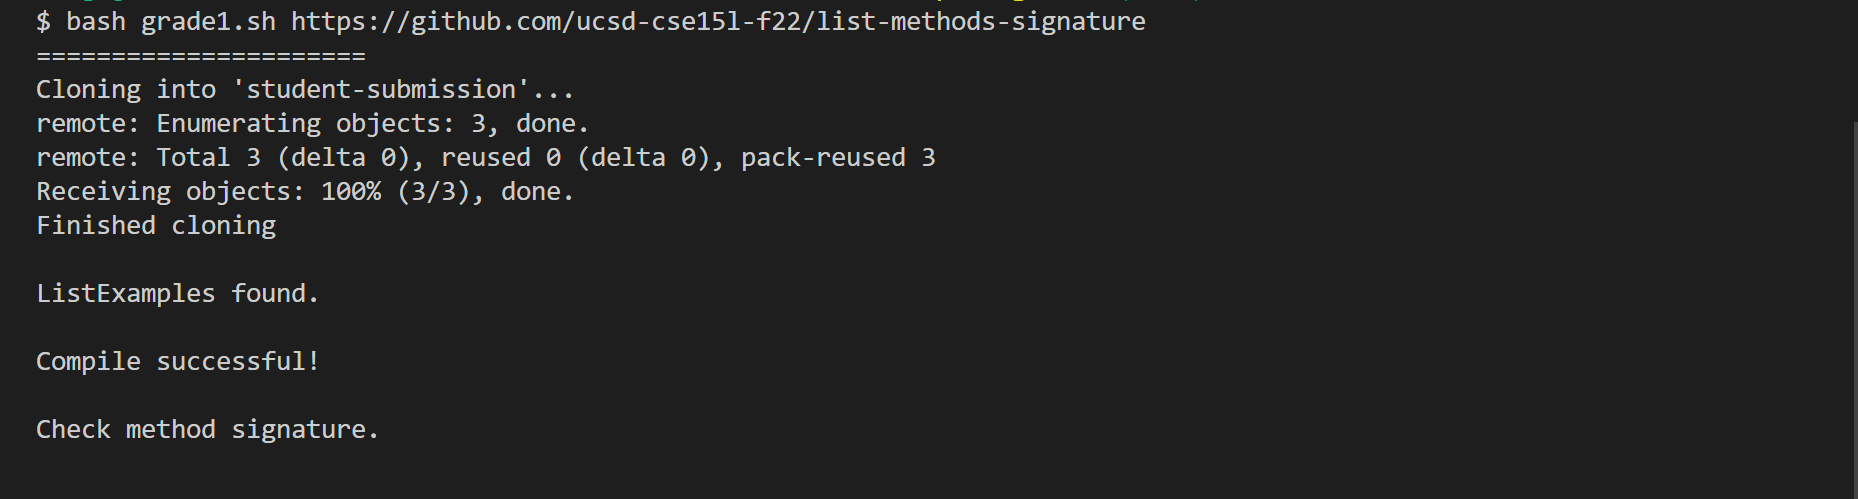 $ bash grade1.sh https://github.com/ucsd-cse15l-f22/list-methods-signature
======================
Cloning into 'student-submission'...
remote: Enumerating objects: 3, done.
remote: Total 3 (delta 0), reused 0 (delta 0), pack-reused 3
Receiving objects: 100% (3/3), done.
Finished cloning
ListExamples found.
Compile successful!
Check method signature.